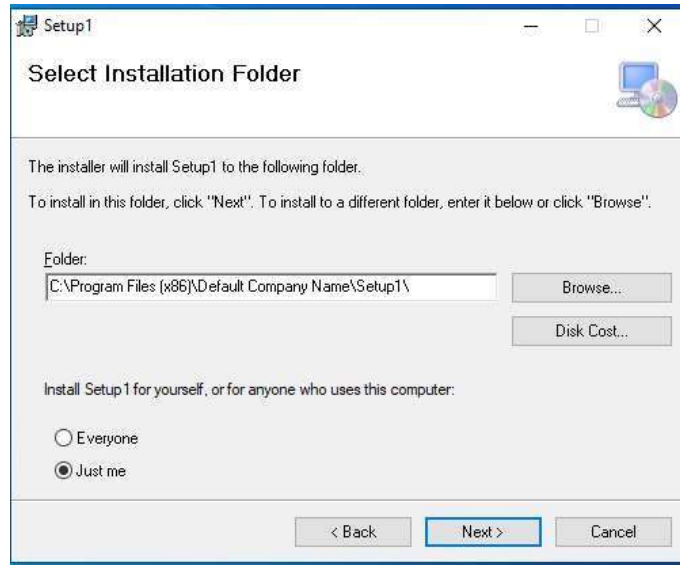 Setup1
Select Installation Folder
The installer will install Setup1 to the following folder.
To install in this folder, click "Next". To install to a different folder, enter it below or click "Browse".
Folder:
C:\Program Files (x86)\Default Company Name\Setup1\
Browse...
Disk Cost...
Install Setup1 for yourself, or for anyone who uses this computer:
Everyone
Just me
< Back
Next >
Cancel